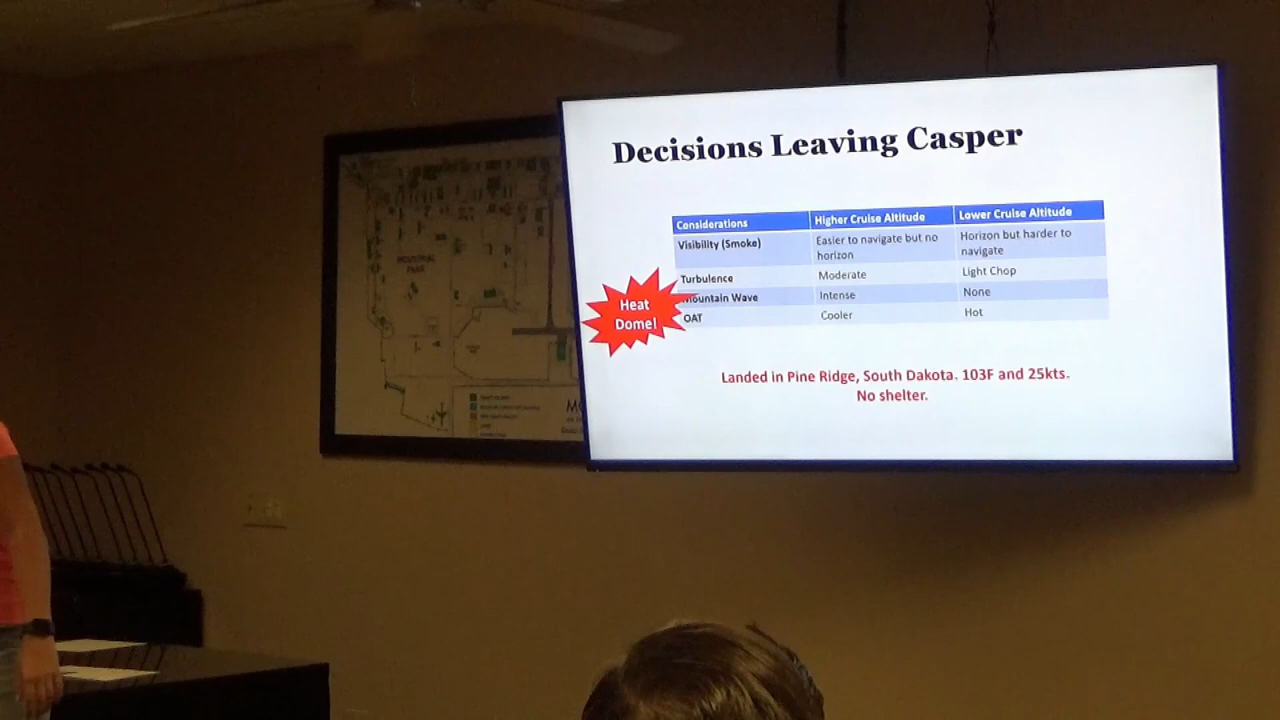 Decisions Leaving Casper
Considerations Higher Cruise Altitude Lower Cruise Altitude
Visibility (Smoke) Easier to navigate but no horizon Horizon but harder to navigate
Turbulence Moderate Light Chop
Mountain Wave Intense None
OAT Cooler Hot
Heat
Dome!
Landed in Pine Ridge, South Dakota. 103F and 25kts.
No shelter.